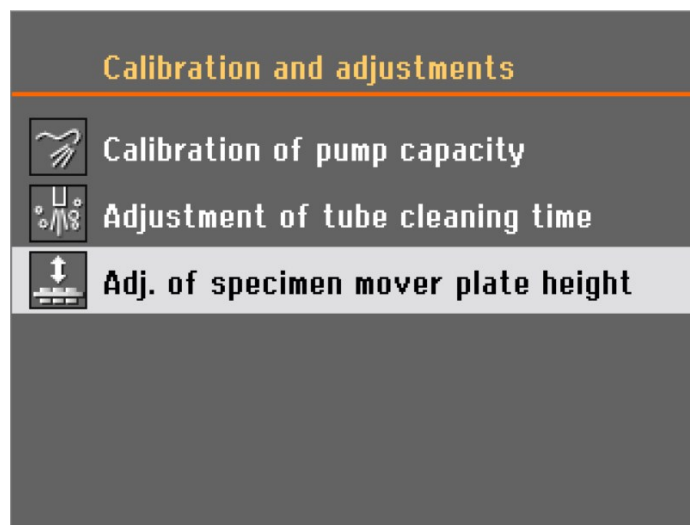 Calibration and adjustments
Calibration of pump capacity
Adjustment of tube cleaning time
Adj. of specimen mover plate height